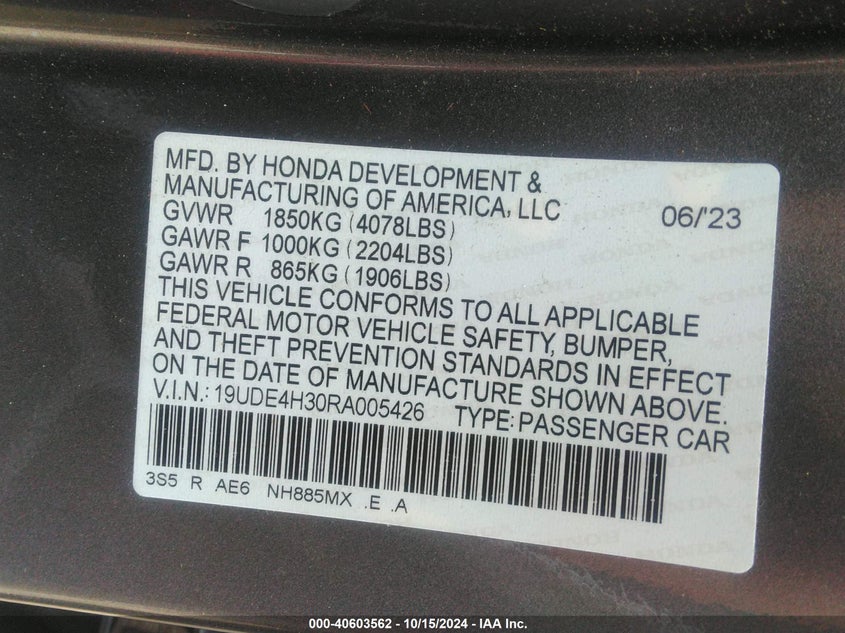 MFD. BY HONDA DEVELOPMENT &
MANUFACTURING OF AMERICA, LLC
GVWR 1850KG (4078LBS) 06/'23
GAWR F 1000KG (2204LBS)
GAWR R 865KG (1906LBS)
THIS VEHICLE CONFORMS TO ALL APPLICABLE
FEDERAL MOTOR VEHICLE SAFETY, BUMPER,
AND THEFT PREVENTION STANDARDS IN EFFECT
ON THE DATE OF MANUFACTURE SHOWN ABOVE.
V.I.N.: 19UDE4H30RA005426 TYPE: PASSENGER CAR
3S5 R AE6 NH885MX .E .A
000-40603562 - 10/15/2024 - IAA Inc.